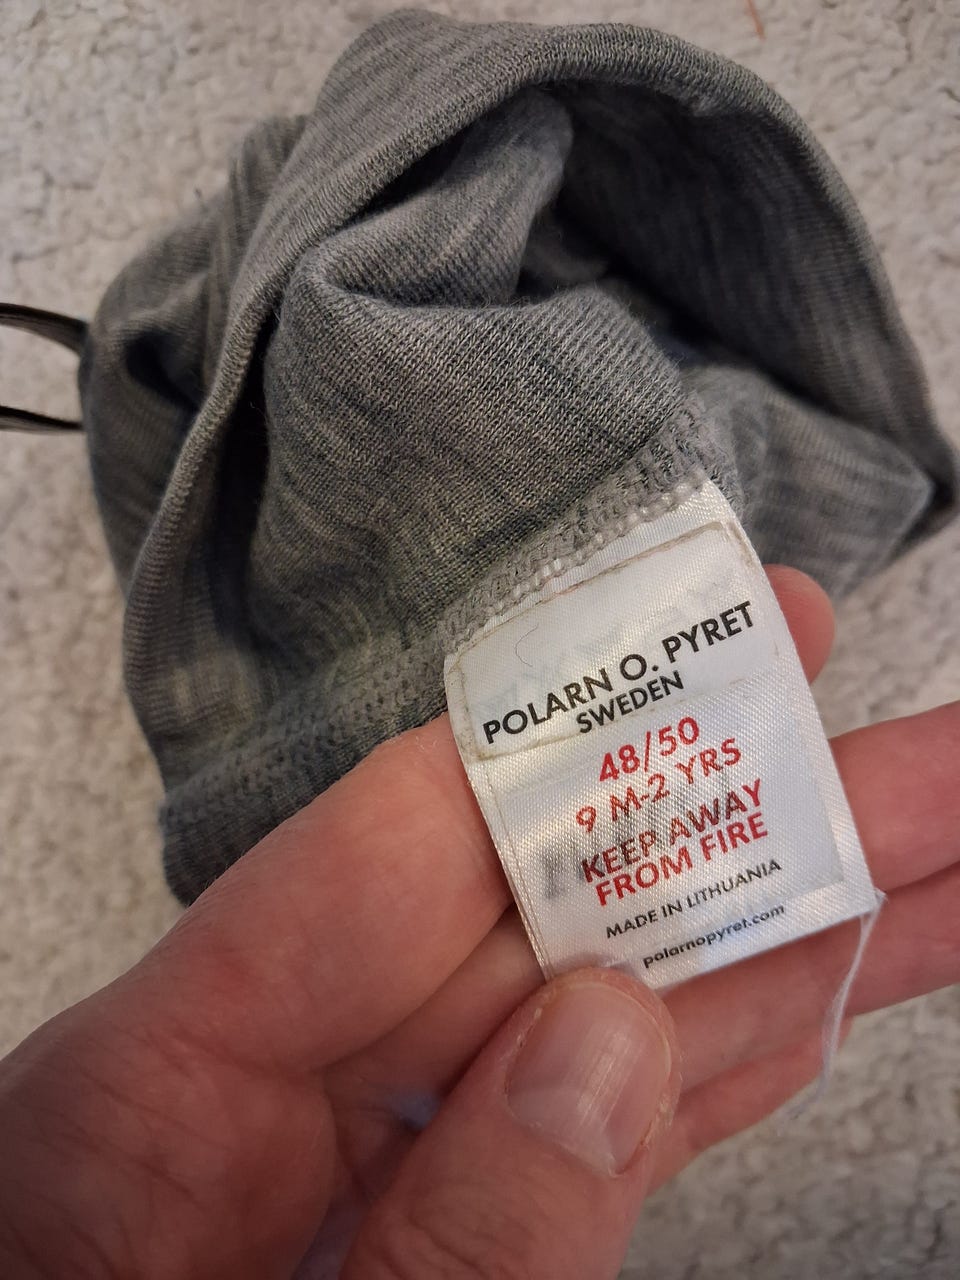 POLARN O. PYRET
SWEDEN
48/50
9 M-2 YRS
KEEP AWAY
FROM FIRE
MADE IN LITHUANIA
polarnopyret.com